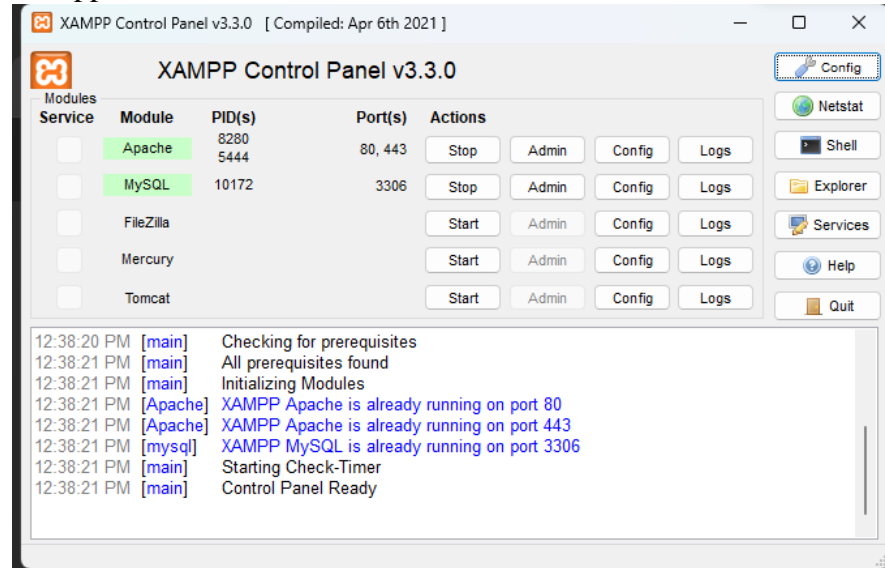 XAMPP Control Panel v3.3.0 [ Compiled: Apr 6th 2021 ]
XAMPP Control Panel v3.3.0
Config
Modules
Service Module PID(s) Port(s) Actions
Netstat
Apache 8280 5444 80, 443 Stop Admin Config Logs
Shell
MySQL 10172 3306 Stop Admin Config Logs
Explorer
FileZilla Start Admin Config Logs
Services
Mercury Start Admin Config Logs
Help
Tomcat Start Admin Config Logs
Quit
12:38:20 PM [main] Checking for prerequisites
12:38:21 PM [main] All prerequisites found
12:38:21 PM [main] Initializing Modules
12:38:21 PM [Apache] XAMPP Apache is already running on port 80
12:38:21 PM [Apache] XAMPP Apache is already running on port 443
12:38:21 PM [mysql] XAMPP MySQL is already running on port 3306
12:38:21 PM [main] Starting Check-Timer
12:38:21 PM [main] Control Panel Ready